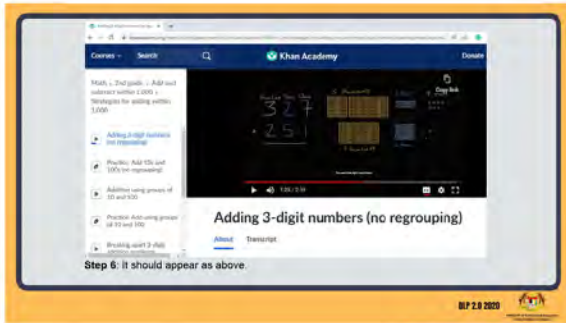 Courses
Search
Khan Academy
Donate
Math > 2nd grade > Add and
subtract within 1,000 >
Strategies for adding within
1,000
Adding 3-digit numbers
(no regrouping)
Practice: Add 10s and
100s (no regrouping)
Addition using groups of
10 and 100
Practice: Add using groups
of 10 and 100
Breaking apart 3-digit
Copy link
327
+ 251
Adding 3-digit numbers (no regrouping)
About Transcript
Step 6: it should appear as above.
DLP 2.0 2020